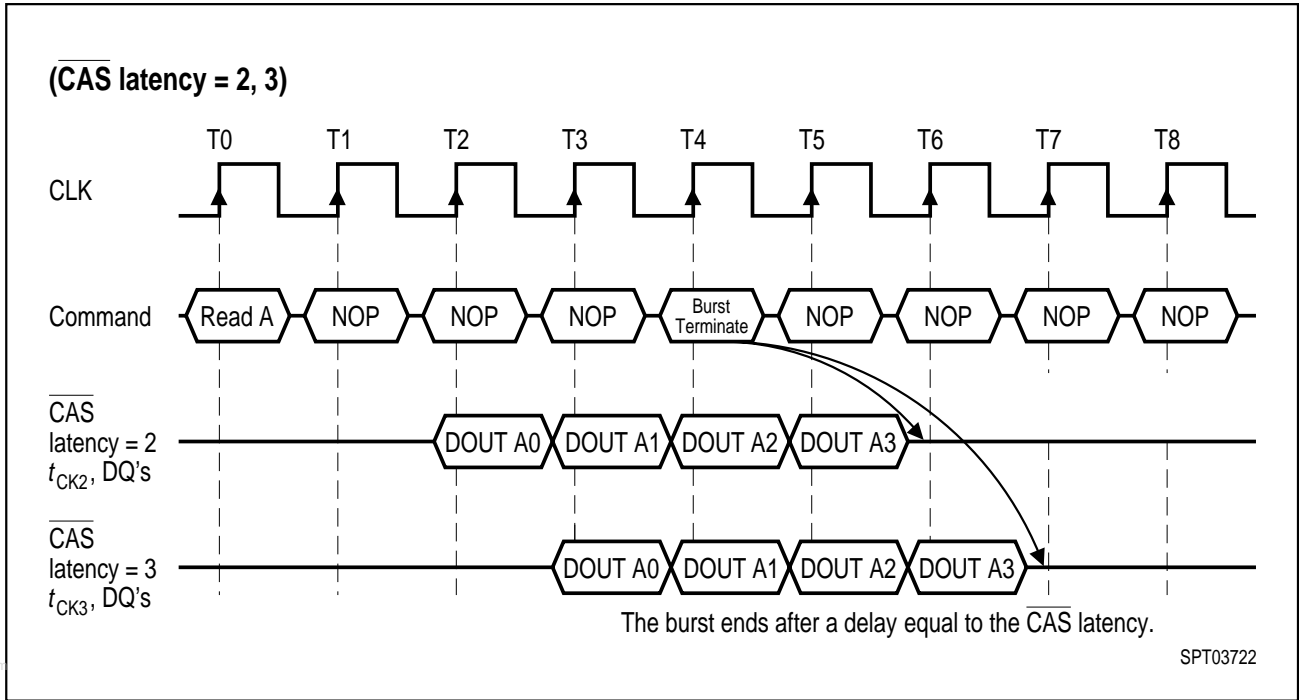 (CAS latency = 2, 3)
T0 T1 T2 T3 T4 T5 T6 T7 T8
CLK
Command Read A NOP NOP NOP Burst Terminate NOP NOP NOP NOP
CAS
latency = 2
tCK2, DQ's
DOUT A0 DOUT A1 DOUT A2 DOUT A3
CAS
latency = 3
tCK3, DQ's
DOUT A0 DOUT A1 DOUT A2 DOUT A3
The burst ends after a delay equal to the CAS latency.
SPT03722